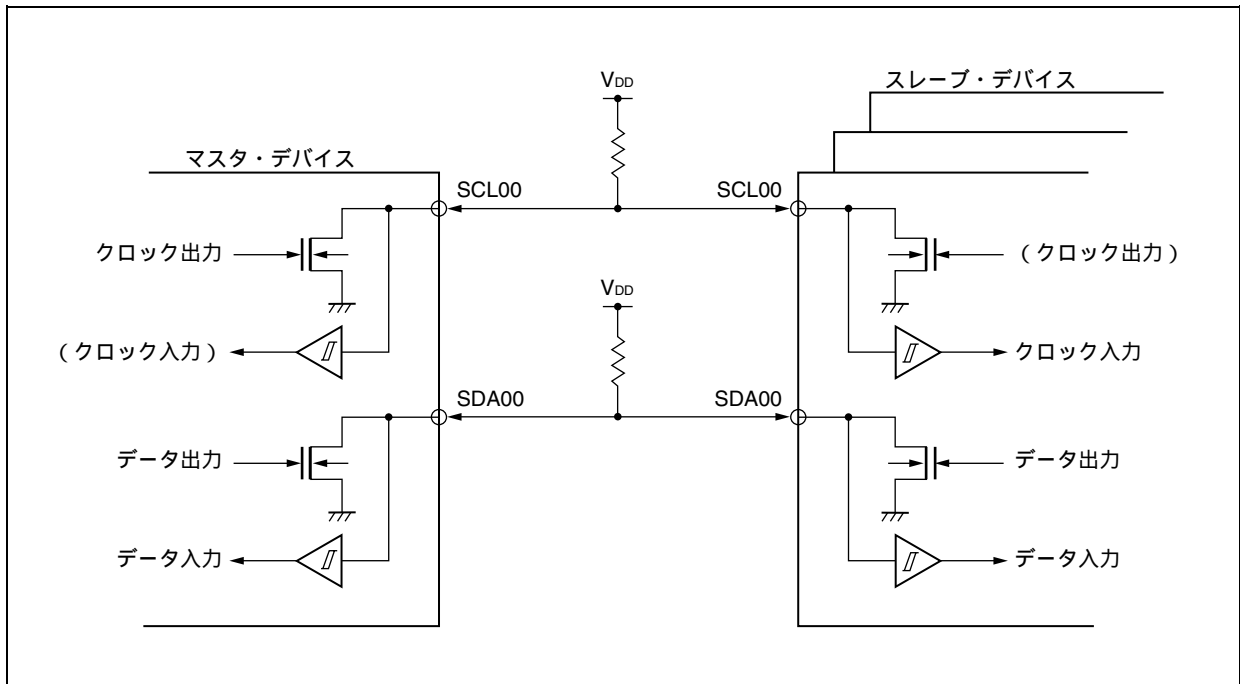 VDD
スレーブ・デバイス
マスタ・デバイス
SCL00
SCL00
クロック出力
(クロック出力)
VDD
(クロック入力)
クロック入力
SDA00
SDA00
データ出力
データ出力
データ入力
データ入力